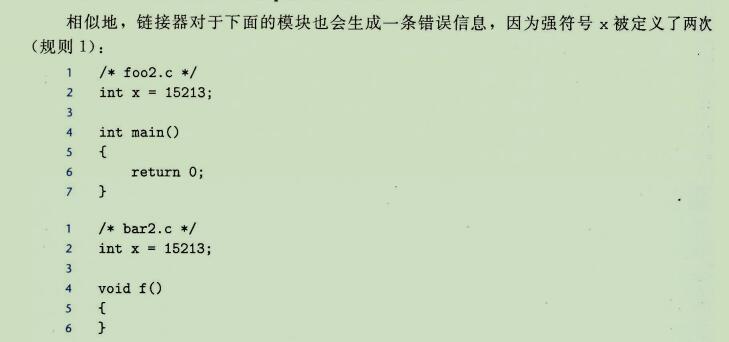 相似地，链接器对于下面的模块也会生成一条错误信息，因为强符号 x 被定义了两次
（规则 1）：
1 /* foo2.c */
2 int x = 15213;
3
4 int main()
5 {
6     return 0;
7 }
1 /* bar2.c */
2 int x = 15213;
3
4 void f()
5 {
6 }